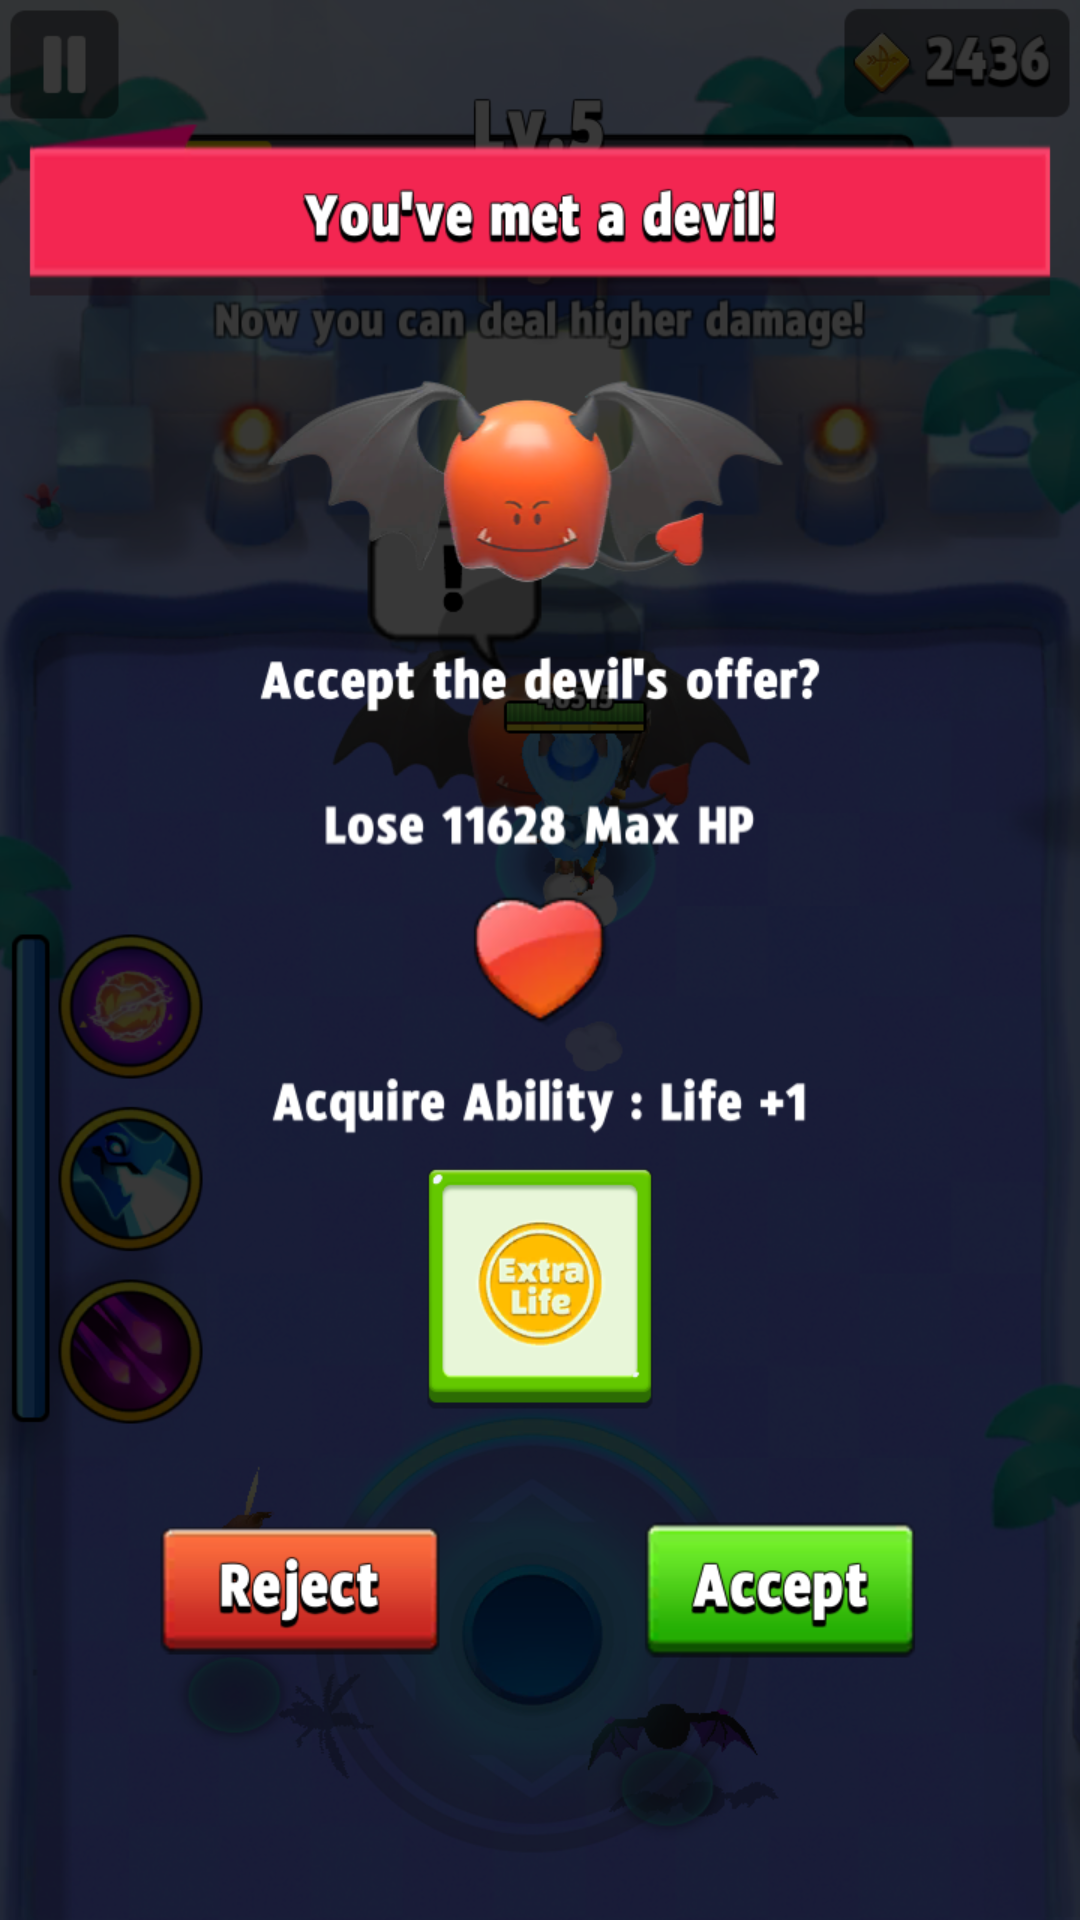 2436
Lv.5
You've met a devil!
Now you can deal higher damage!
!
Accept the devil's offer?
Lose 11628 Max HP
Acquire Ability : Life +1
Extra
Life
Reject
Accept